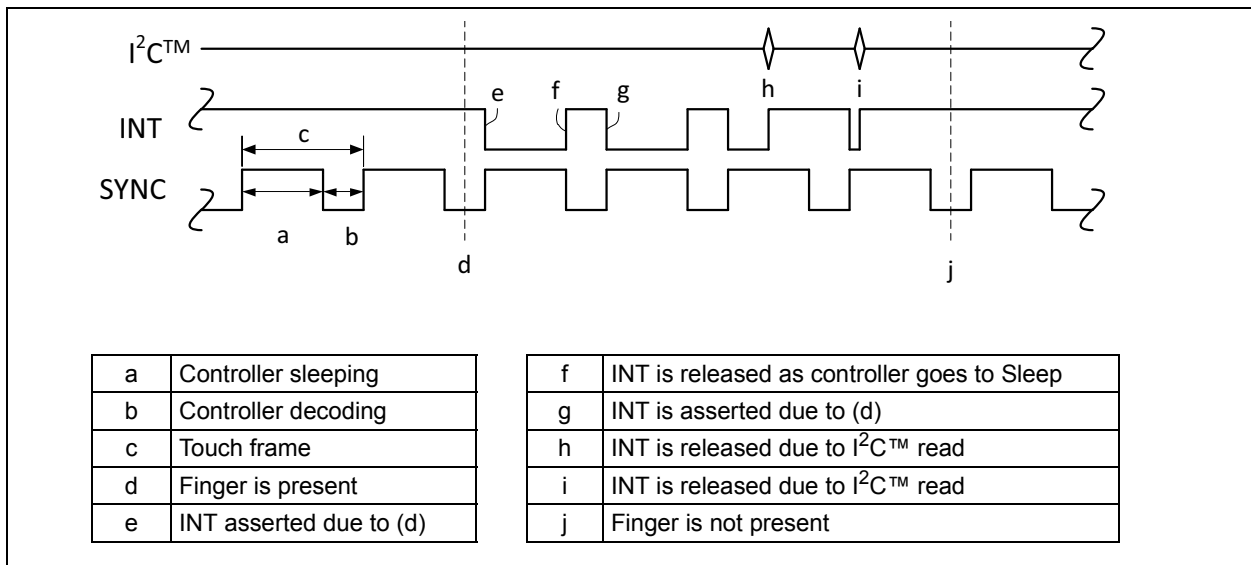 I²C™
h i
e f g
INT
c
SYNC
a b
d j
a Controller sleeping
b Controller decoding
c Touch frame
d Finger is present
e INT asserted due to (d)
f INT is released as controller goes to Sleep
g INT is asserted due to (d)
h INT is released due to I²C™ read
i INT is released due to I²C™ read
j Finger is not present